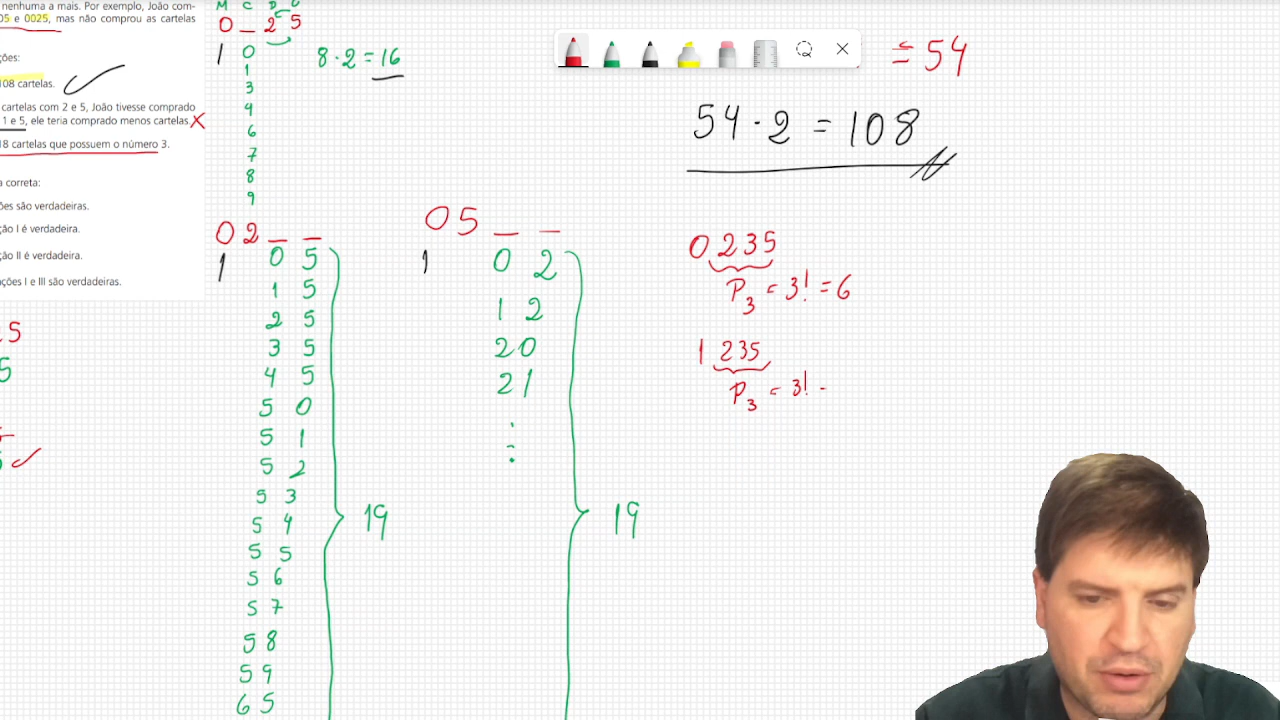 nenhuma a mais. Por exemplo, João com-
05 e 0025, mas não comprou as cartelas
ções:
108 cartelas.
cartelas com 2 e 5, João tivesse comprado
1 e 5, ele teria comprado menos cartelas. X
18 cartelas que possuem o número 3.
a correta:
ões são verdadeiras.
ção I é verdadeira.
ção II é verdadeira.
ações I e III são verdadeiras.
M C D U
0 _ 2 5
1 0
1
3
4
6
7
8
9
8 · 2 = 16
= 54
54 · 2 = 108
0 2 _ _
1 0 5
1 5
2 5
3 5
4 5
5 0
5 1
5 2
5 3
5 4
5 5
5 6
5 7
5 8
5 9
6 5
19
0 5 _ _
1 0 2
1 2
2 0
2 1
⋮
19
0 2 3 5
P3 = 3! = 6
1 2 3 5
P3 = 3! -
5
5